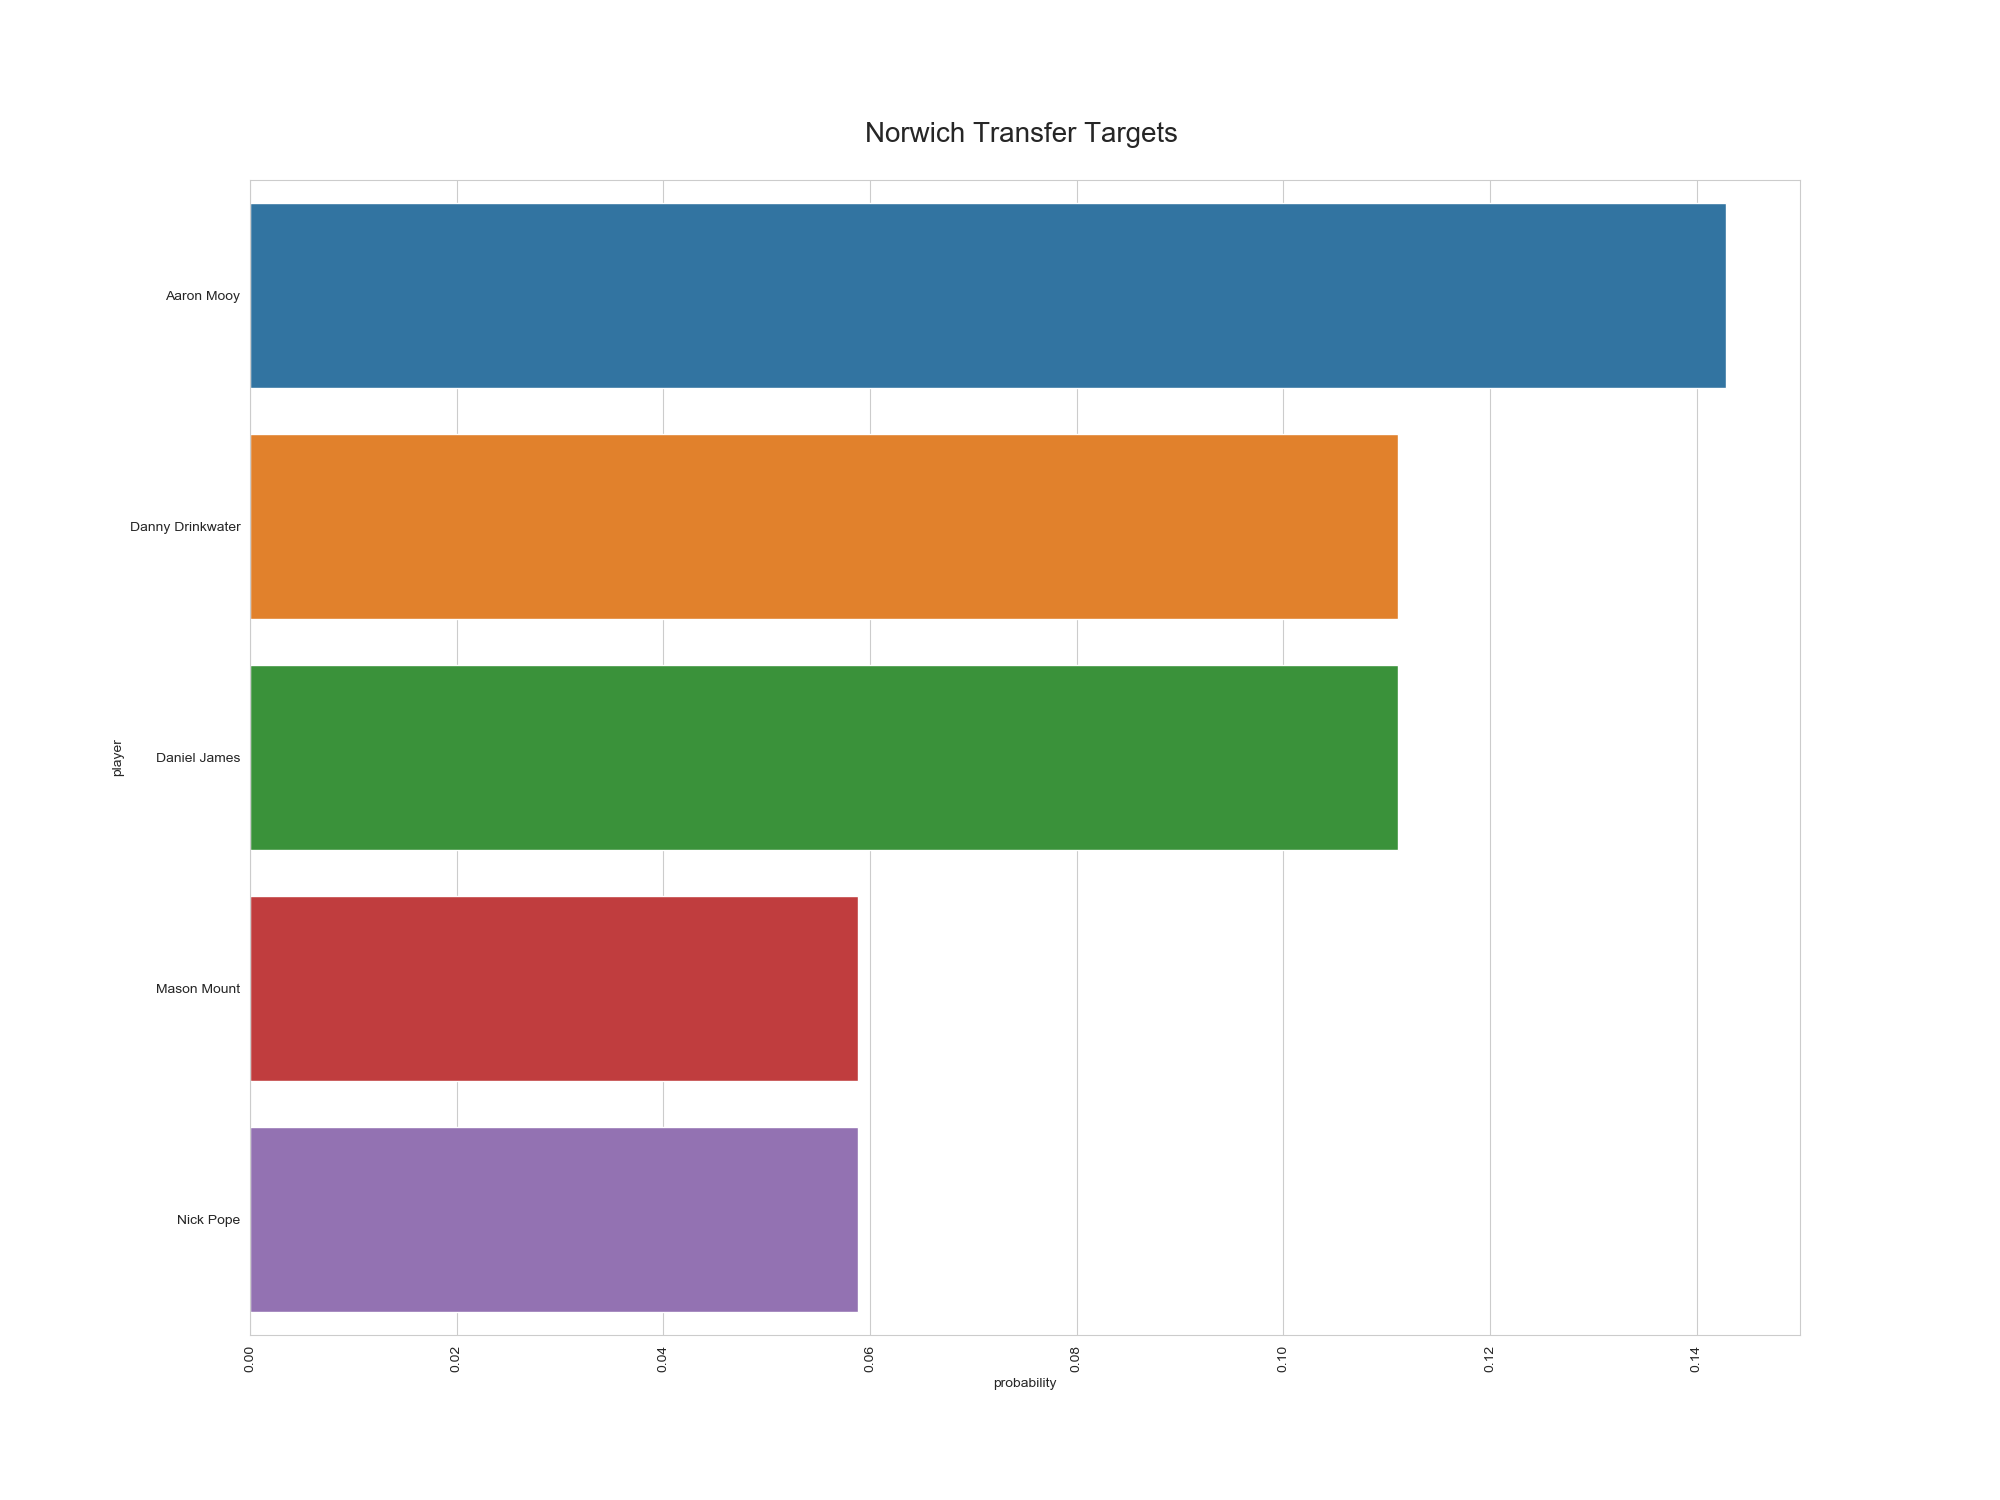 Norwich Transfer Targets
player
Aaron Mooy
Danny Drinkwater
Daniel James
Mason Mount
Nick Pope
0.00
0.02
0.04
0.06
0.08
0.10
0.12
0.14
probability